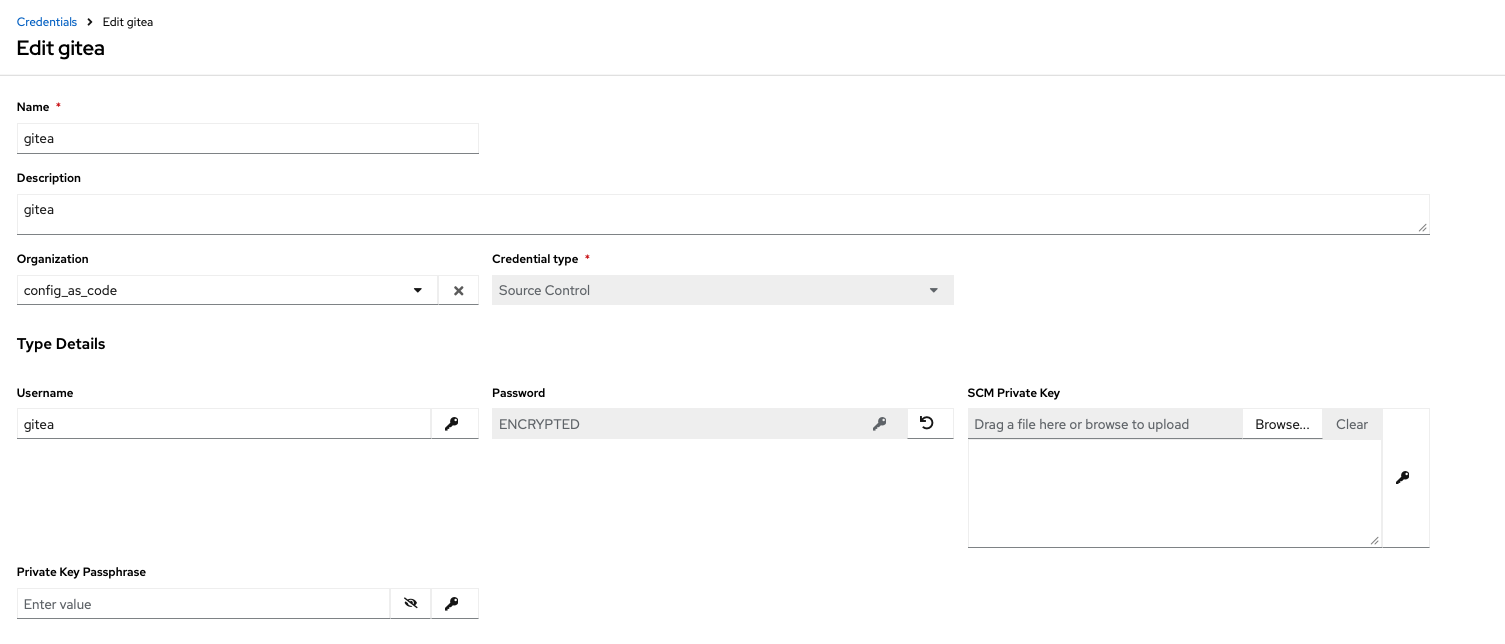 Credentials > Edit gitea
Edit gitea
Name *
gitea
Description
gitea
Organization
Credential type *
config_as_code
Source Control
Type Details
Username
Password
SCM Private Key
gitea
ENCRYPTED
Drag a file here or browse to upload
Browse...
Clear
Private Key Passphrase
Enter value